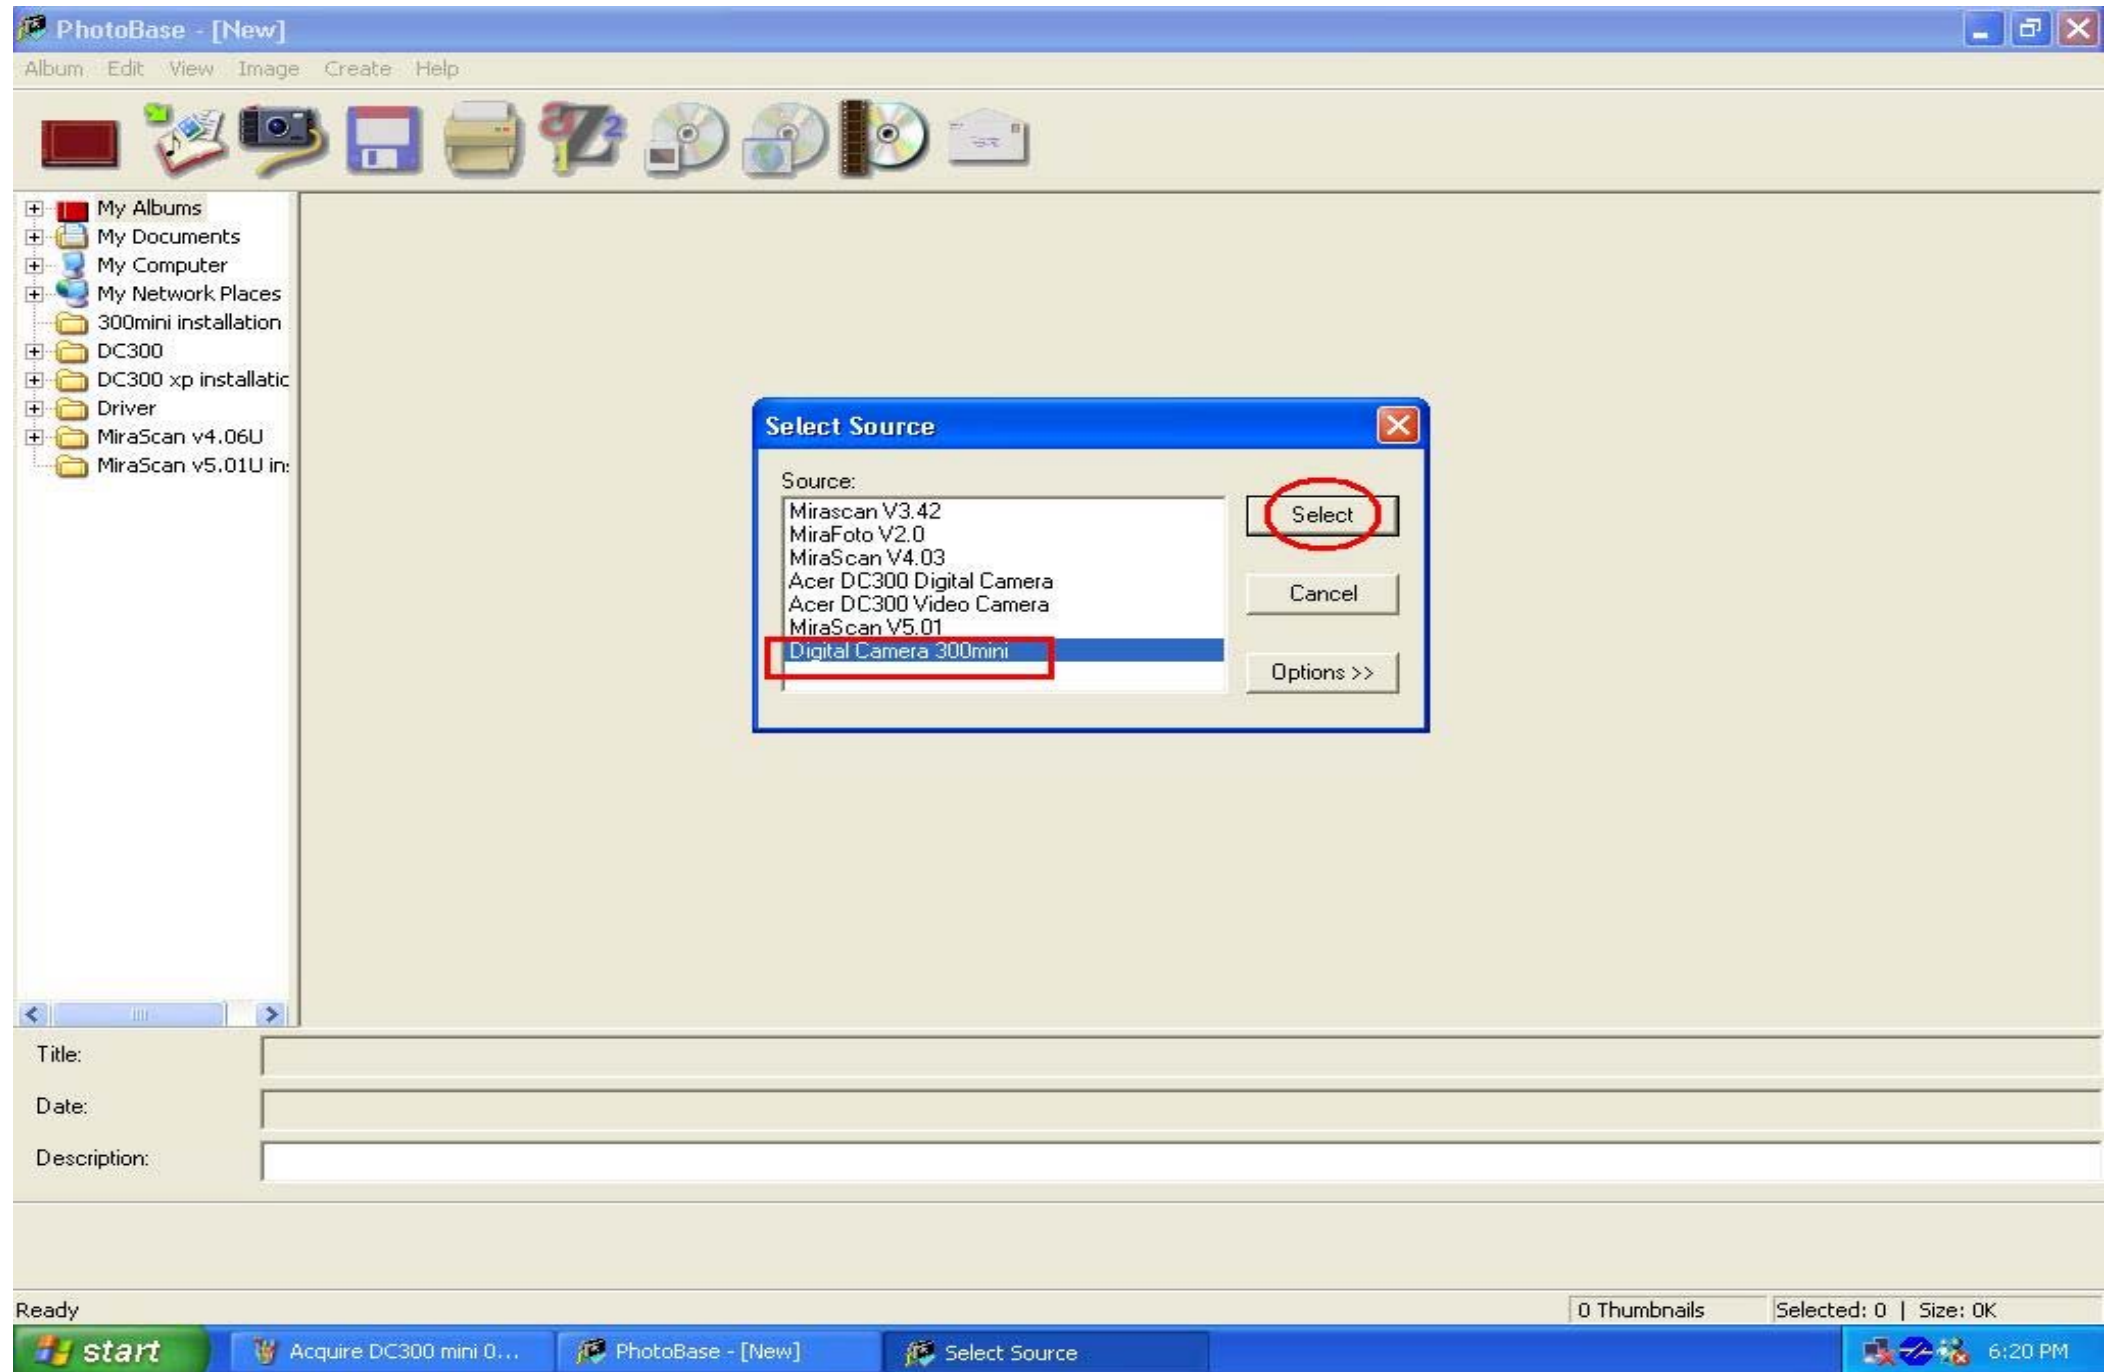 PhotoBase - [New]
Album Edit View Image Create Help
My Albums
My Documents
My Computer
My Network Places
300mini installation
DC300
DC300 xp installatic
Driver
MiraScan v4.06U
MiraScan v5.01U in:
Select Source
Source:
Mirascan V3.42
MiraFoto V2.0
MiraScan V4.03
Acer DC300 Digital Camera
Acer DC300 Video Camera
MiraScan V5.01
Digital Camera 300mini
Select
Cancel
Options >>
Title:
Date:
Description:
Ready
0 Thumbnails
Selected: 0 | Size: 0K
start
Acquire DC300 mini 0...
PhotoBase - [New]
Select Source
6:20 PM